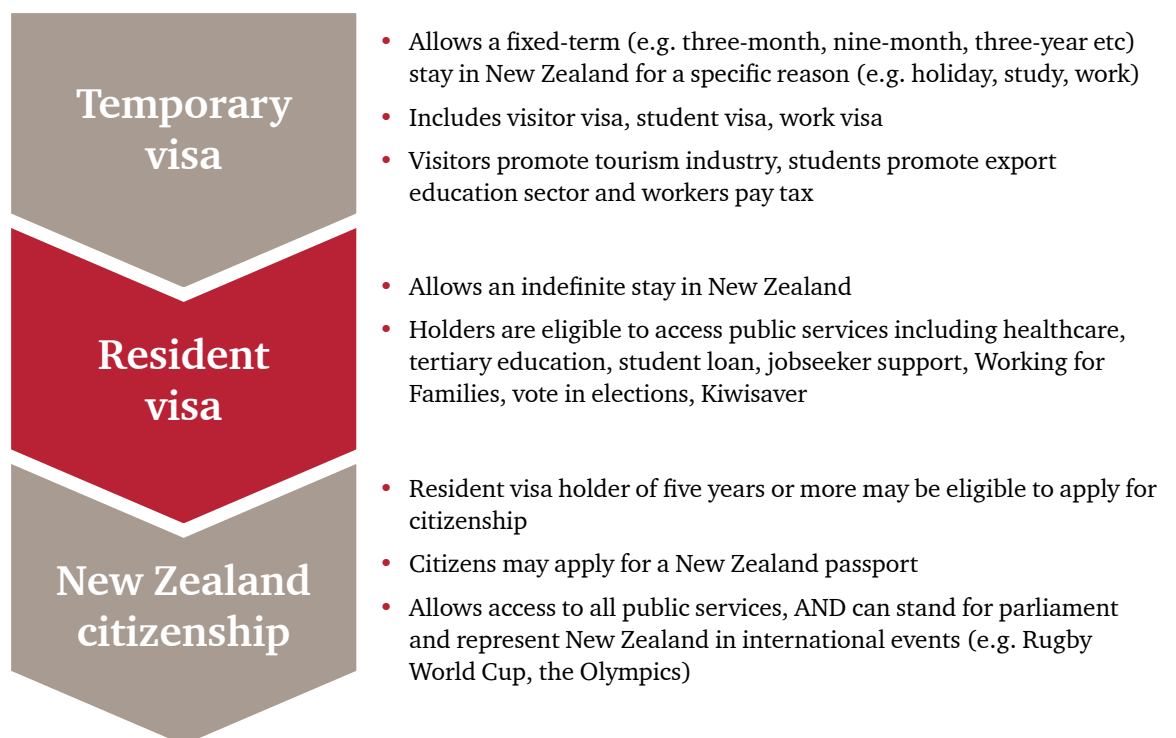 Temporary
visa
• Allows a fixed-term (e.g. three-month, nine-month, three-year etc)
stay in New Zealand for a specific reason (e.g. holiday, study, work)
• Includes visitor visa, student visa, work visa
• Visitors promote tourism industry, students promote export
education sector and workers pay tax
Resident
visa
• Allows an indefinite stay in New Zealand
• Holders are eligible to access public services including healthcare,
tertiary education, student loan, jobseeker support, Working for
Families, vote in elections, Kiwisaver
New Zealand
citizenship
• Resident visa holder of five years or more may be eligible to apply for
citizenship
• Citizens may apply for a New Zealand passport
• Allows access to all public services, AND can stand for parliament
and represent New Zealand in international events (e.g. Rugby
World Cup, the Olympics)